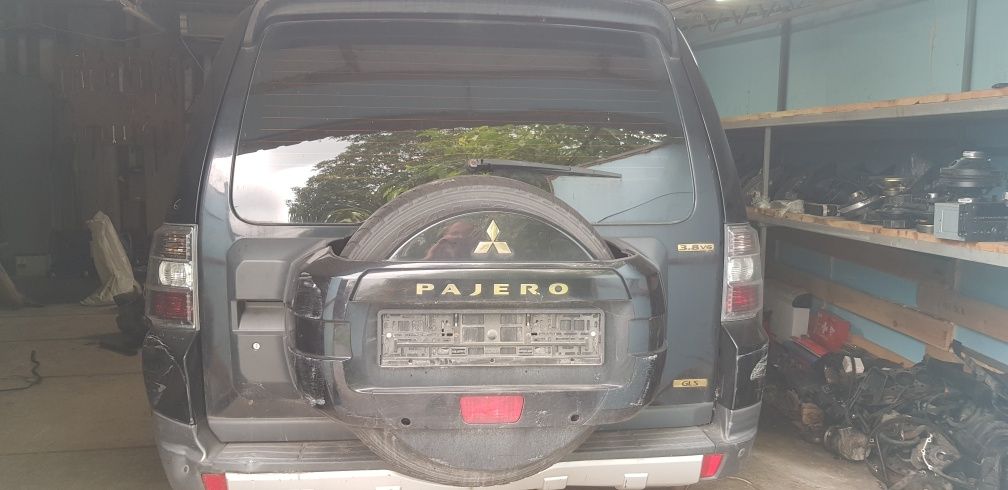 3.8 V6
PAJERO
GLS